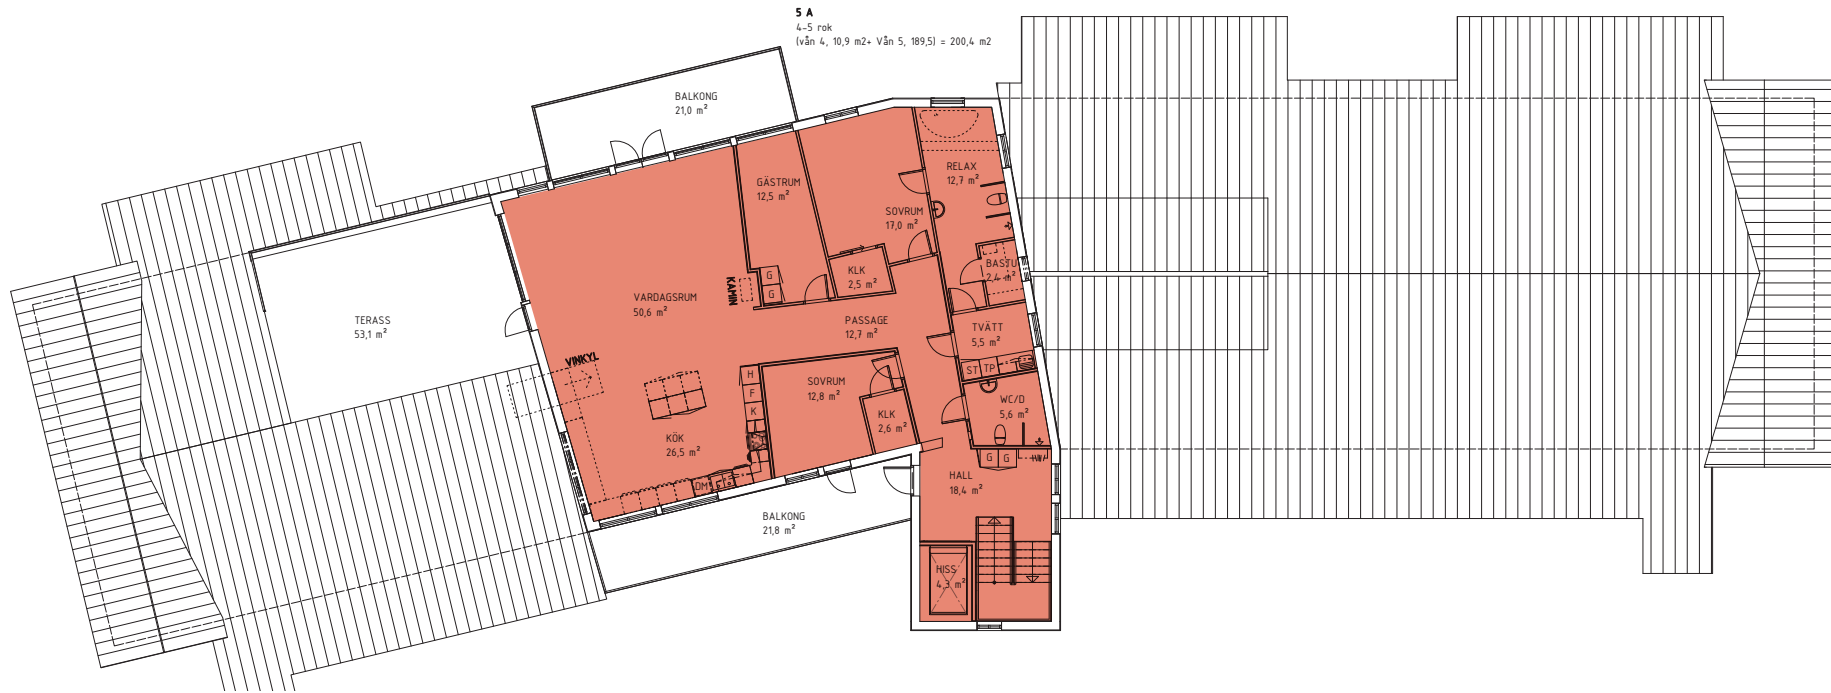 5 A
4-5 rok
(vån 4, 10,9 m2+ Vån 5, 189,5) = 200,4 m2
BALKONG
21,0 m²
RELAX
12,7 m²
GÄSTRUM
12,5 m²
SOVRUM
17,0 m²
BASTU
2,4 m²
KLK
2,5 m²
G
G
KAMIN
VARDAGSRUM
50,6 m²
TERASS
53,1 m²
PASSAGE
12,7 m²
TVÄTT
5,5 m²
VINKYL
ST
TP
H
F
K
SOVRUM
12,8 m²
WC/D
5,6 m²
KLK
2,6 m²
KÖK
26,5 m²
G
G
HALL
18,4 m²
DM
BALKONG
21,8 m²
HISS
4,3 m²